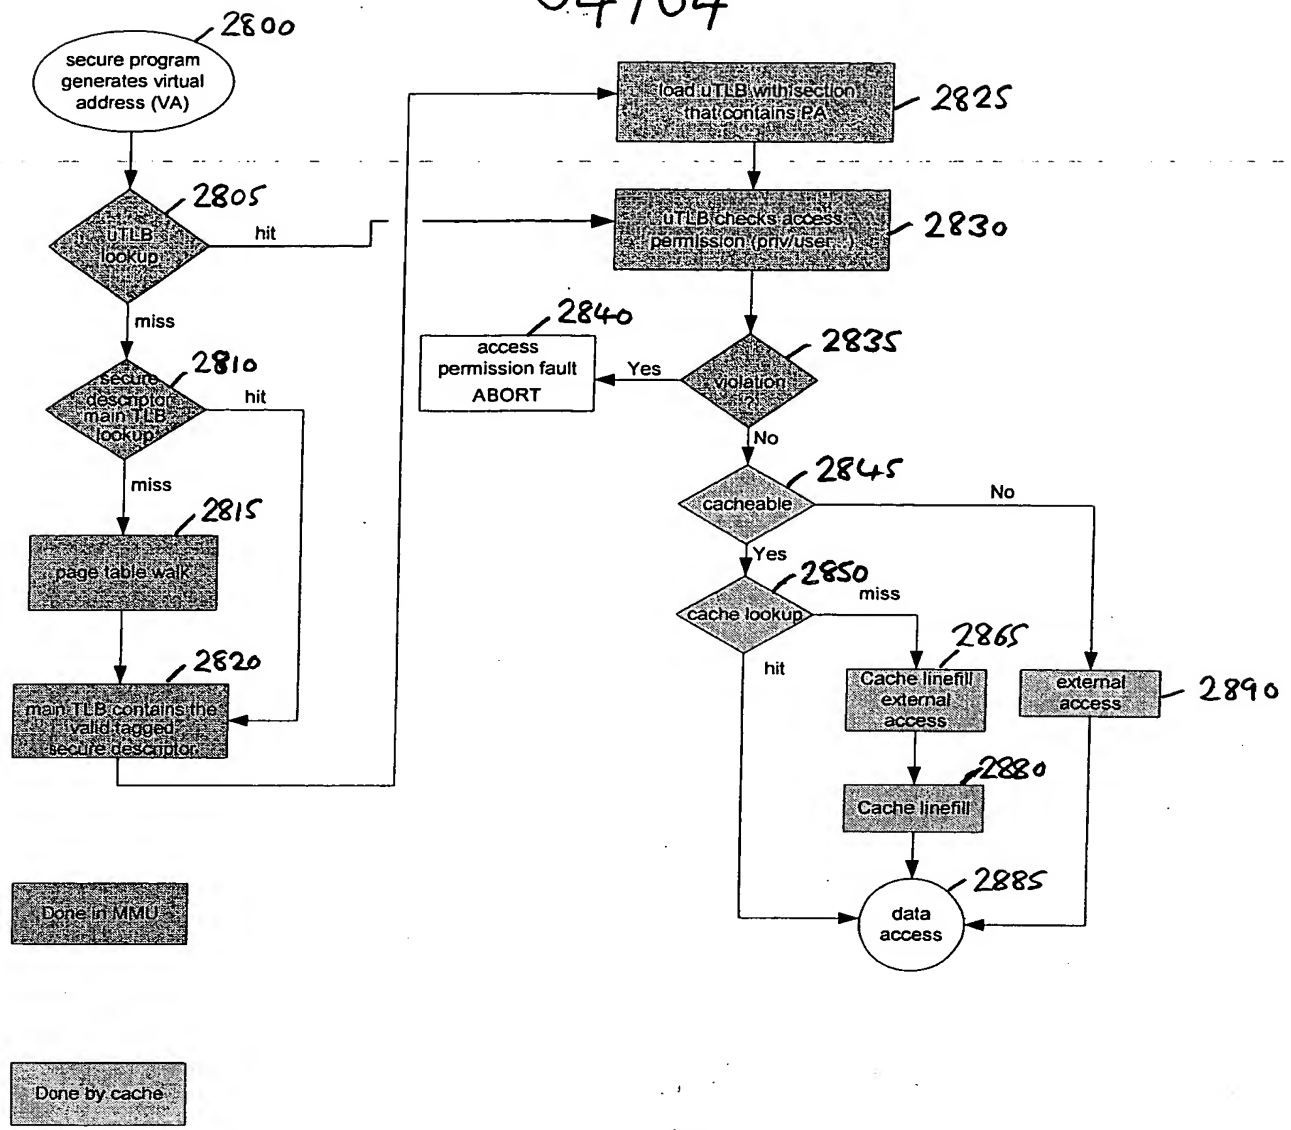 04/04
2800
secure program
generates virtual
address (VA)
2805
uTLB
lookup
?
hit
miss
2810
secure
descriptor
main TLB
lookup
hit
miss
2815
page table walk
2820
main TLB contains the
valid tagged
secure descriptor
load uTLB with section
that contains PA
2825
uTLB checks access
permission (priv/user...)
2830
2840
access
permission fault
ABORT
Yes
2835
violation
?
No
2845
cacheable
No
Yes
2850
cache lookup
miss
hit
2865
Cache linefill
external
access
external
access
2890
2880
Cache linefill
2885
data
access
Done in MMU
Done by cache